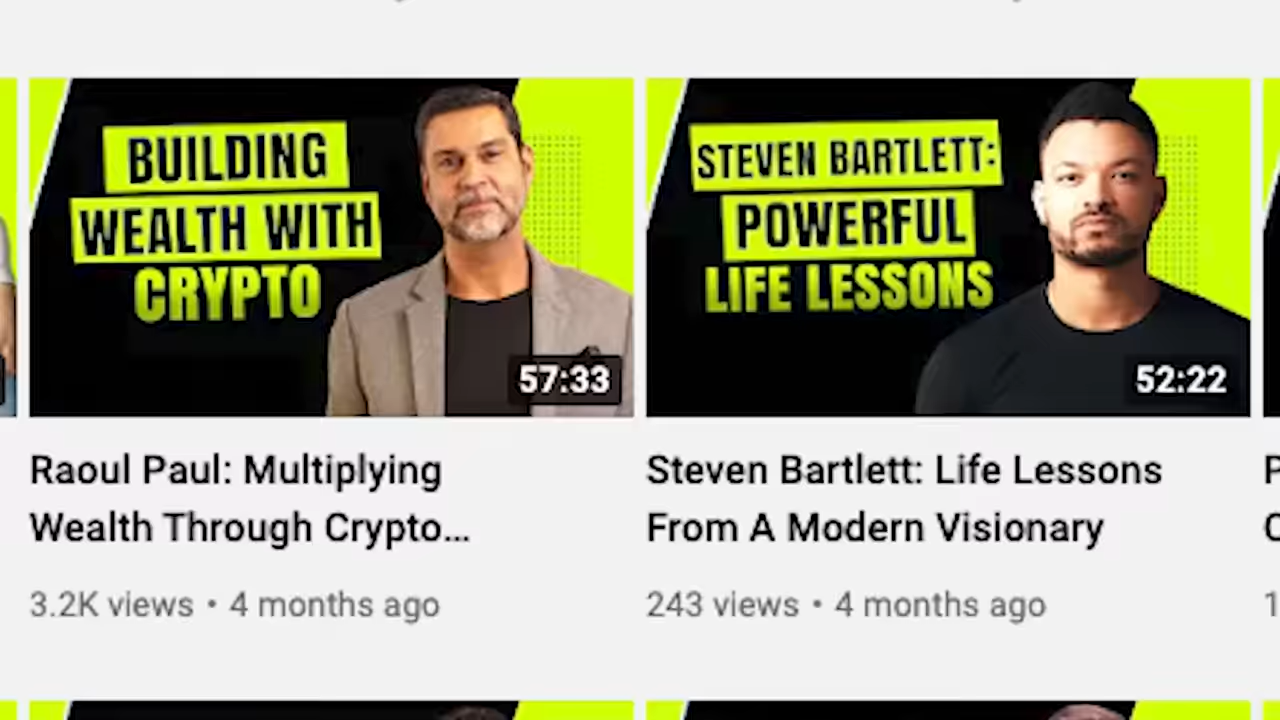 BUILDING
WEALTH WITH
CRYPTO
57:33
STEVEN BARTLETT:
POWERFUL
LIFE LESSONS
52:22
Raoul Paul: Multiplying
Wealth Through Crypto...
3.2K views • 4 months ago
Steven Bartlett: Life Lessons
From A Modern Visionary
243 views • 4 months ago